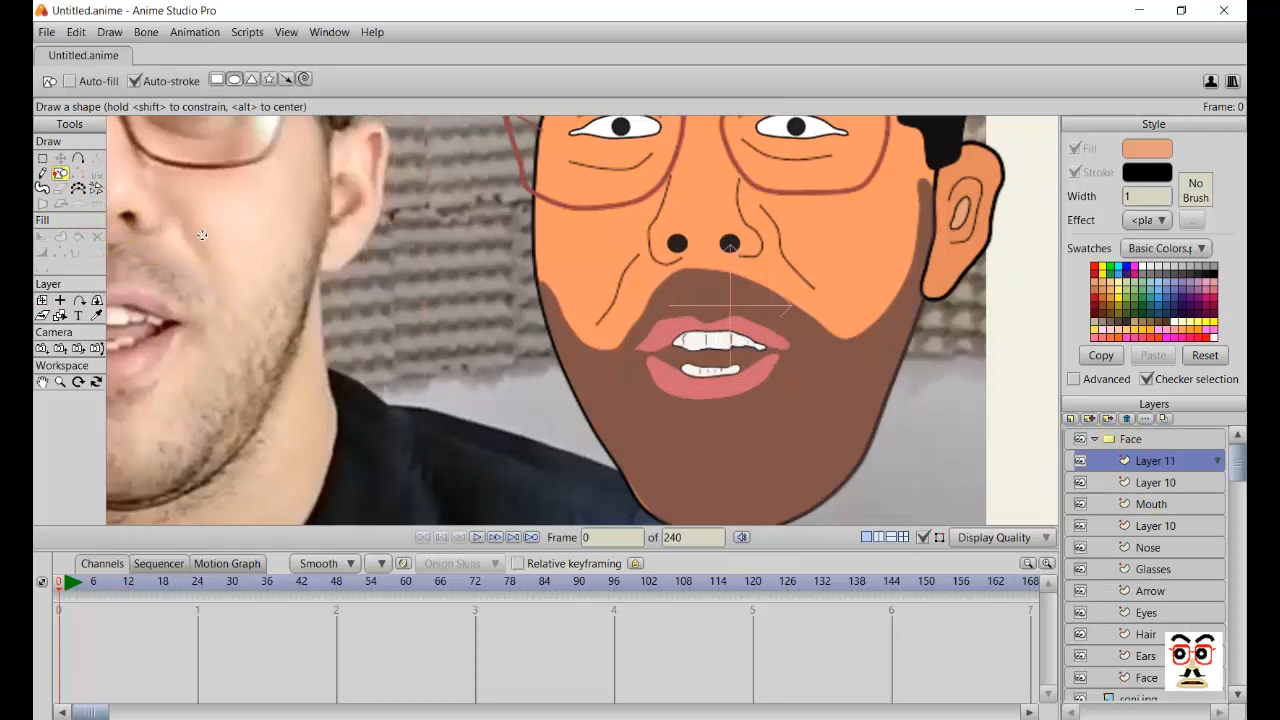 Untitled.anime - Anime Studio Pro
File Edit Draw Bone Animation Scripts View Window Help
Untitled.anime
Auto-fill Auto-stroke
Draw a shape (hold <shift> to constrain, <alt> to center) Frame: 0
Tools
Draw
Fill
Layer
Camera
Workspace
Style
Fill
Stroke
Width 1
No Brush
Effect <pla
Swatches Basic Colors.p
Copy Paste Reset
Advanced Checker selection
Layers
Face
Layer 11
Layer 10
Mouth
Layer 10
Nose
Glasses
Arrow
Eyes
Hair
Ears
Face
Frame 0 of 240 Display Quality
Channels Sequencer Motion Graph Smooth Onion Skins Relative keyframing
0 6 12 18 24 30 36 42 48 54 60 66 72 78 84 90 96 102 108 114 120 126 132 138 144 150 156 162 168
0 1 2 3 4 5 6 7